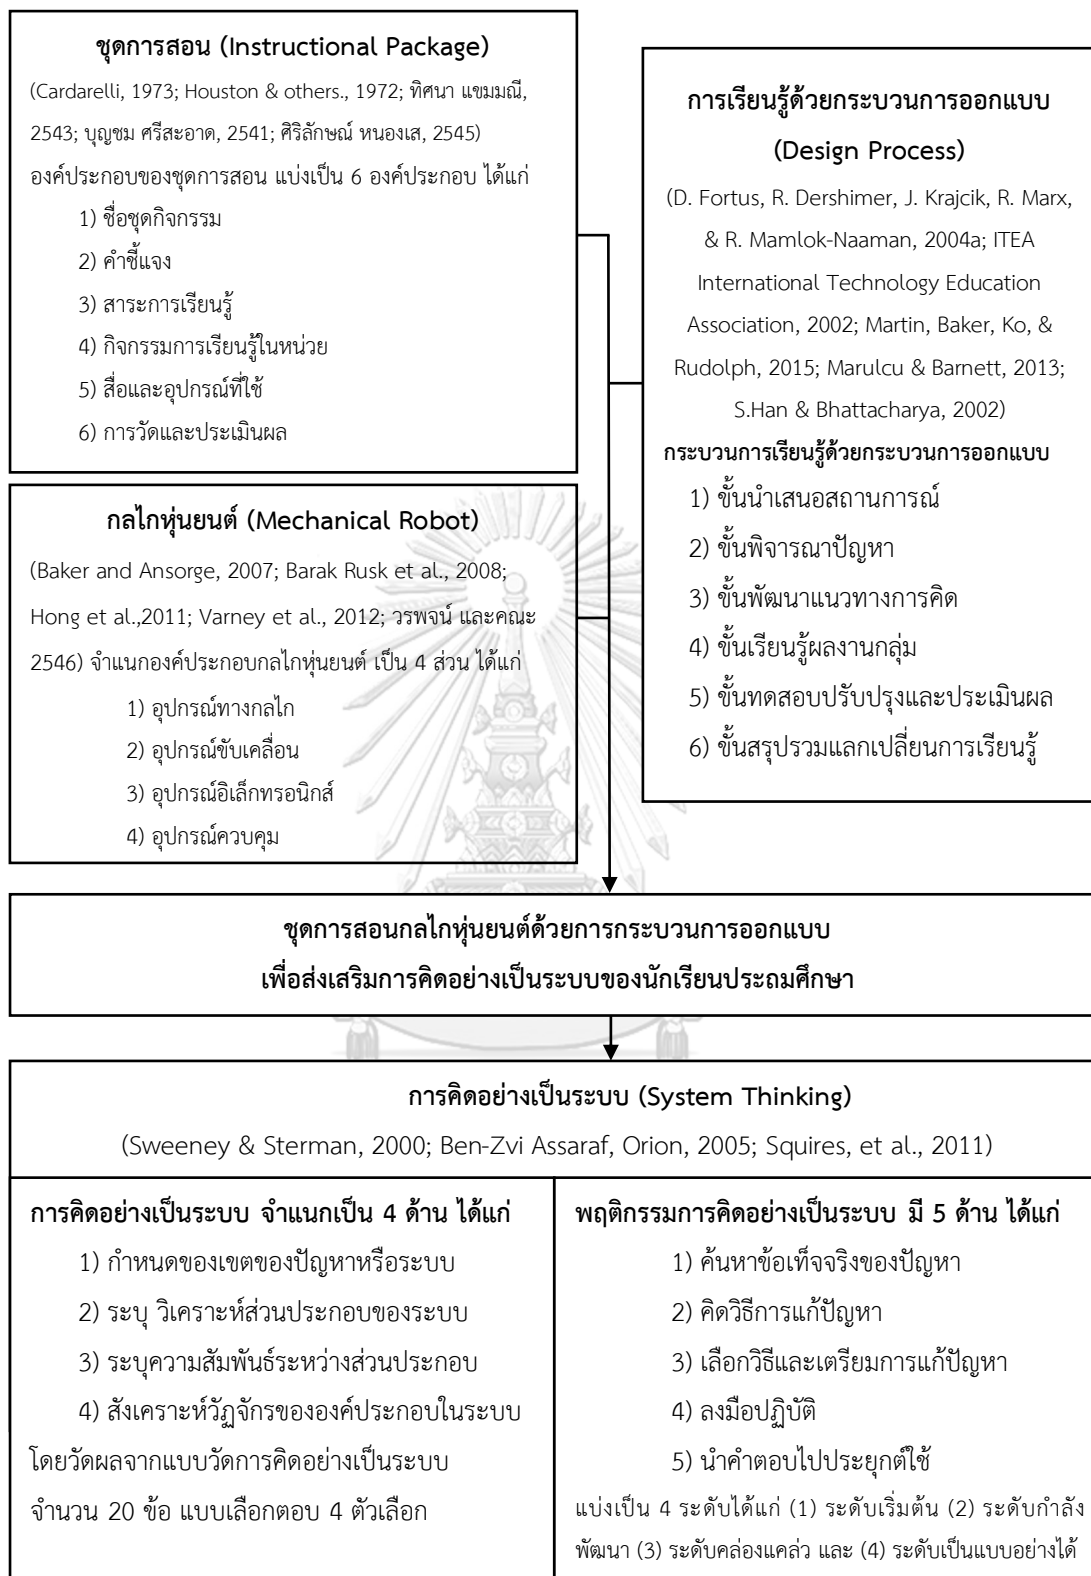 ชุดการสอน (Instructional Package)
(Cardarelli, 1973; Houston & others., 1972; ทิศนา แขมมณี,
2543; บุญชม ศรีสะอาด, 2541; ศิริลักษณ์ หนองเส, 2545)
องค์ประกอบของชุดการสอน แบ่งเป็น 6 องค์ประกอบ ได้แก่
1) ชื่อชุดกิจกรรม
2) คำชี้แจง
3) สาระการเรียนรู้
4) กิจกรรมการเรียนรู้ในหน่วย
5) สื่อและอุปกรณ์ที่ใช้
6) การวัดและประเมินผล
กลไกหุ่นยนต์ (Mechanical Robot)
(Baker and Ansorge, 2007; Barak Rusk et al., 2008;
Hong et al.,2011; Varney et al., 2012; วรพจน์ และคณะ
2546) จำแนกองค์ประกอบกลไกหุ่นยนต์ เป็น 4 ส่วน ได้แก่
1) อุปกรณ์ทางกลไก
2) อุปกรณ์ขับเคลื่อน
3) อุปกรณ์อิเล็กทรอนิกส์
4) อุปกรณ์ควบคุม
การเรียนรู้ด้วยกระบวนการออกแบบ
(Design Process)
(D. Fortus, R. Dershimer, J. Krajcik, R. Marx,
& R. Mamlok-Naaman, 2004a; ITEA
International Technology Education
Association, 2002; Martin, Baker, Ko, &
Rudolph, 2015; Marulcu & Barnett, 2013;
S.Han & Bhattacharya, 2002)
กระบวนการเรียนรู้ด้วยกระบวนการออกแบบ
1) ขั้นนำเสนอสถานการณ์
2) ขั้นพิจารณาปัญหา
3) ขั้นพัฒนาแนวทางการคิด
4) ขั้นเรียนรู้ผลงานกลุ่ม
5) ขั้นทดสอบปรับปรุงและประเมินผล
6) ขั้นสรุปรวมแลกเปลี่ยนการเรียนรู้
ชุดการสอนกลไกหุ่นยนต์ด้วยการกระบวนการออกแบบ
เพื่อส่งเสริมการคิดอย่างเป็นระบบของนักเรียนประถมศึกษา
การคิดอย่างเป็นระบบ (System Thinking)
(Sweeney & Sterman, 2000; Ben-Zvi Assaraf, Orion, 2005; Squires, et al., 2011)
การคิดอย่างเป็นระบบ จำแนกเป็น 4 ด้าน ได้แก่
1) กำหนดของเขตของปัญหาหรือระบบ
2) ระบุ วิเคราะห์ส่วนประกอบของระบบ
3) ระบุความสัมพันธ์ระหว่างส่วนประกอบ
4) สังเคราะห์วัฏจักรขององค์ประกอบในระบบ
โดยวัดผลจากแบบวัดการคิดอย่างเป็นระบบ
จำนวน 20 ข้อ แบบเลือกตอบ 4 ตัวเลือก
พฤติกรรมการคิดอย่างเป็นระบบ มี 5 ด้าน ได้แก่
1) ค้นหาข้อเท็จจริงของปัญหา
2) คิดวิธีการแก้ปัญหา
3) เลือกวิธีและเตรียมการแก้ปัญหา
4) ลงมือปฏิบัติ
5) นำคำตอบไปประยุกต์ใช้
แบ่งเป็น 4 ระดับได้แก่ (1) ระดับเริ่มต้น (2) ระดับกำลัง
พัฒนา (3) ระดับคล่องแคล่ว และ (4) ระดับเป็นแบบอย่างได้